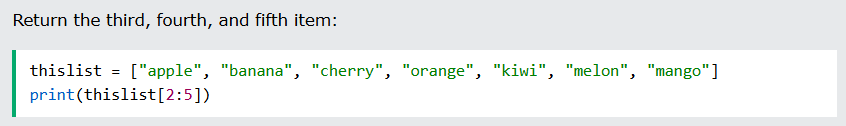 Return the third, fourth, and fifth item:
thislist = ["apple", "banana", "cherry", "orange", "kiwi", "melon", "mango"]
print(thislist[2:5])